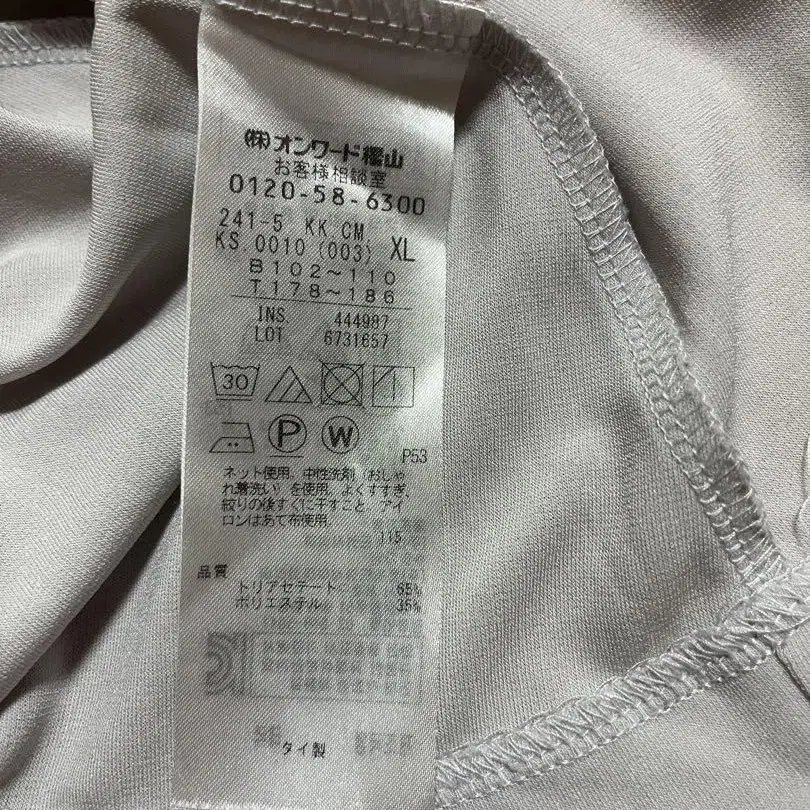 ㈱オンワード樫山
お客様相談室
0120-58-6300
241-5 KK.CM
KS.0010 (003) XL
B102～110
T178～186
INS. 444987
LOT 6731657
30
P W
P53
ネット使用。中性洗剤（おしゃ
れ着洗い）を使用。よくすすぎ、
絞りの後すぐに干すこと アイ
ロンはあて布使用。
115
品質
トリアセテート 65%
ポリエステル 35%
タイ製